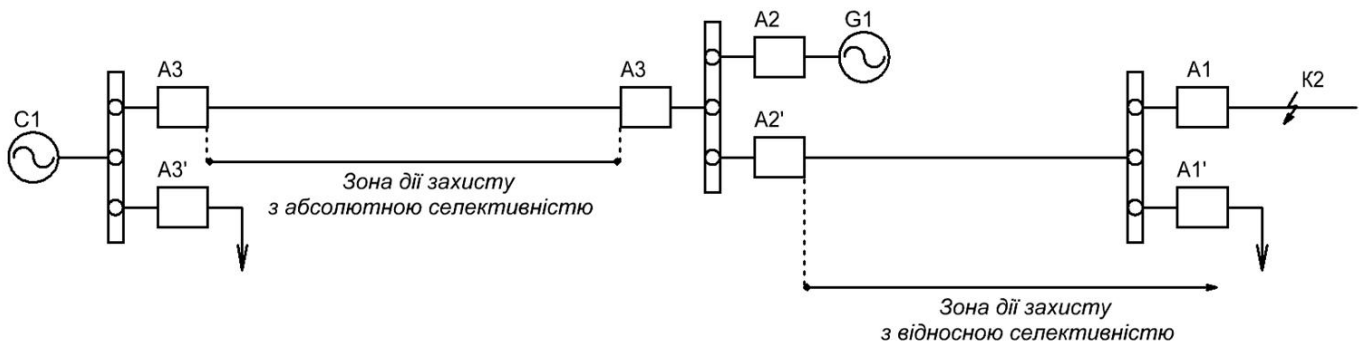 A2
G1
A3
A3
A1
К2
C1
A2'
A3'
A1'
Зона дії захисту
з абсолютною селективністю
Зона дії захисту
з відносною селективністю